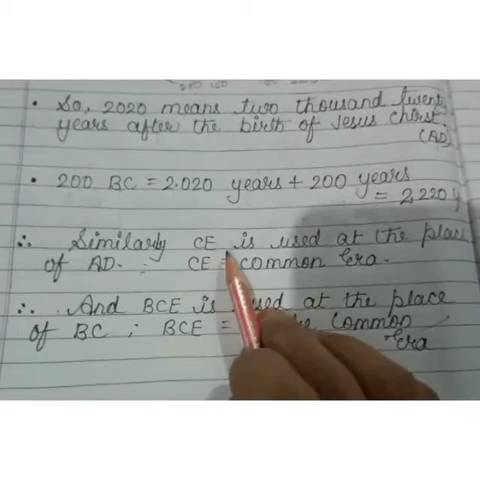 • So, 2020 means two thousand twenty
years after the birth of Jesus christ.
(AD)
• 200 BC = 2020 years + 200 years
= 2220 y
∴ Similarly CE is used at the place
of AD. ; CE = common Era.
∴ And BCE is used at the place
of BC ; BCE = common
Era